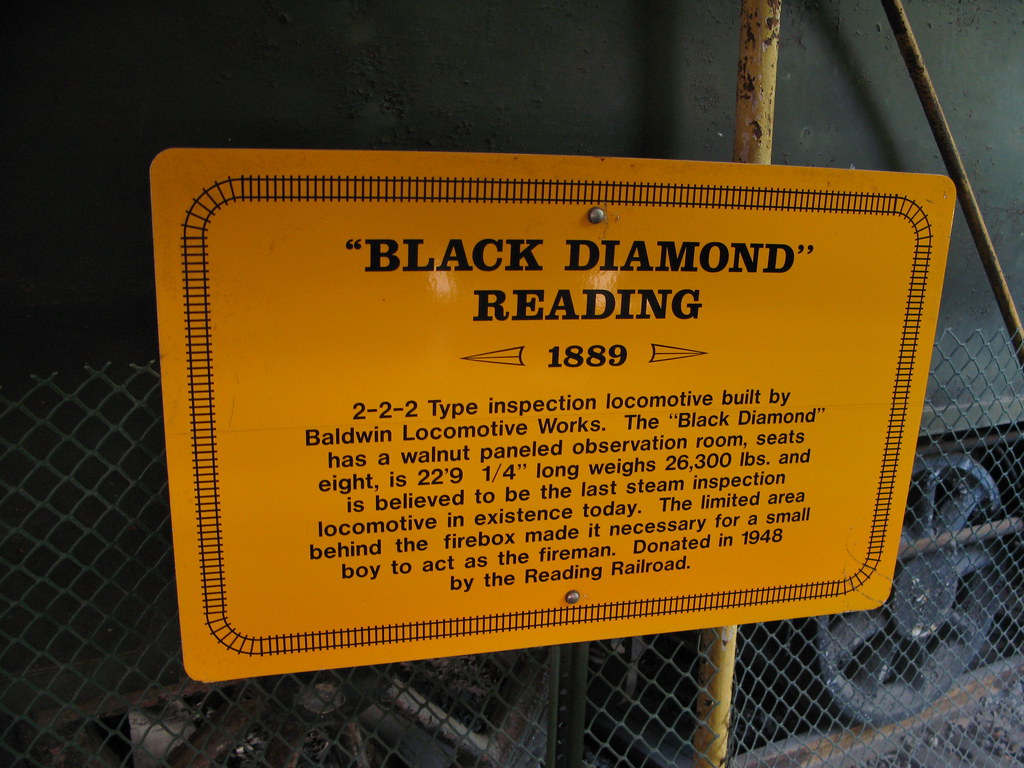 “BLACK DIAMOND”
READING
1889
2-2-2 Type inspection locomotive built by
Baldwin Locomotive Works. The “Black Diamond”
has a walnut paneled observation room, seats
eight, is 22’9 1/4” long weighs 26,300 lbs. and
is believed to be the last steam inspection
locomotive in existence today. The limited area
behind the firebox made it necessary for a small
boy to act as the fireman. Donated in 1948
by the Reading Railroad.